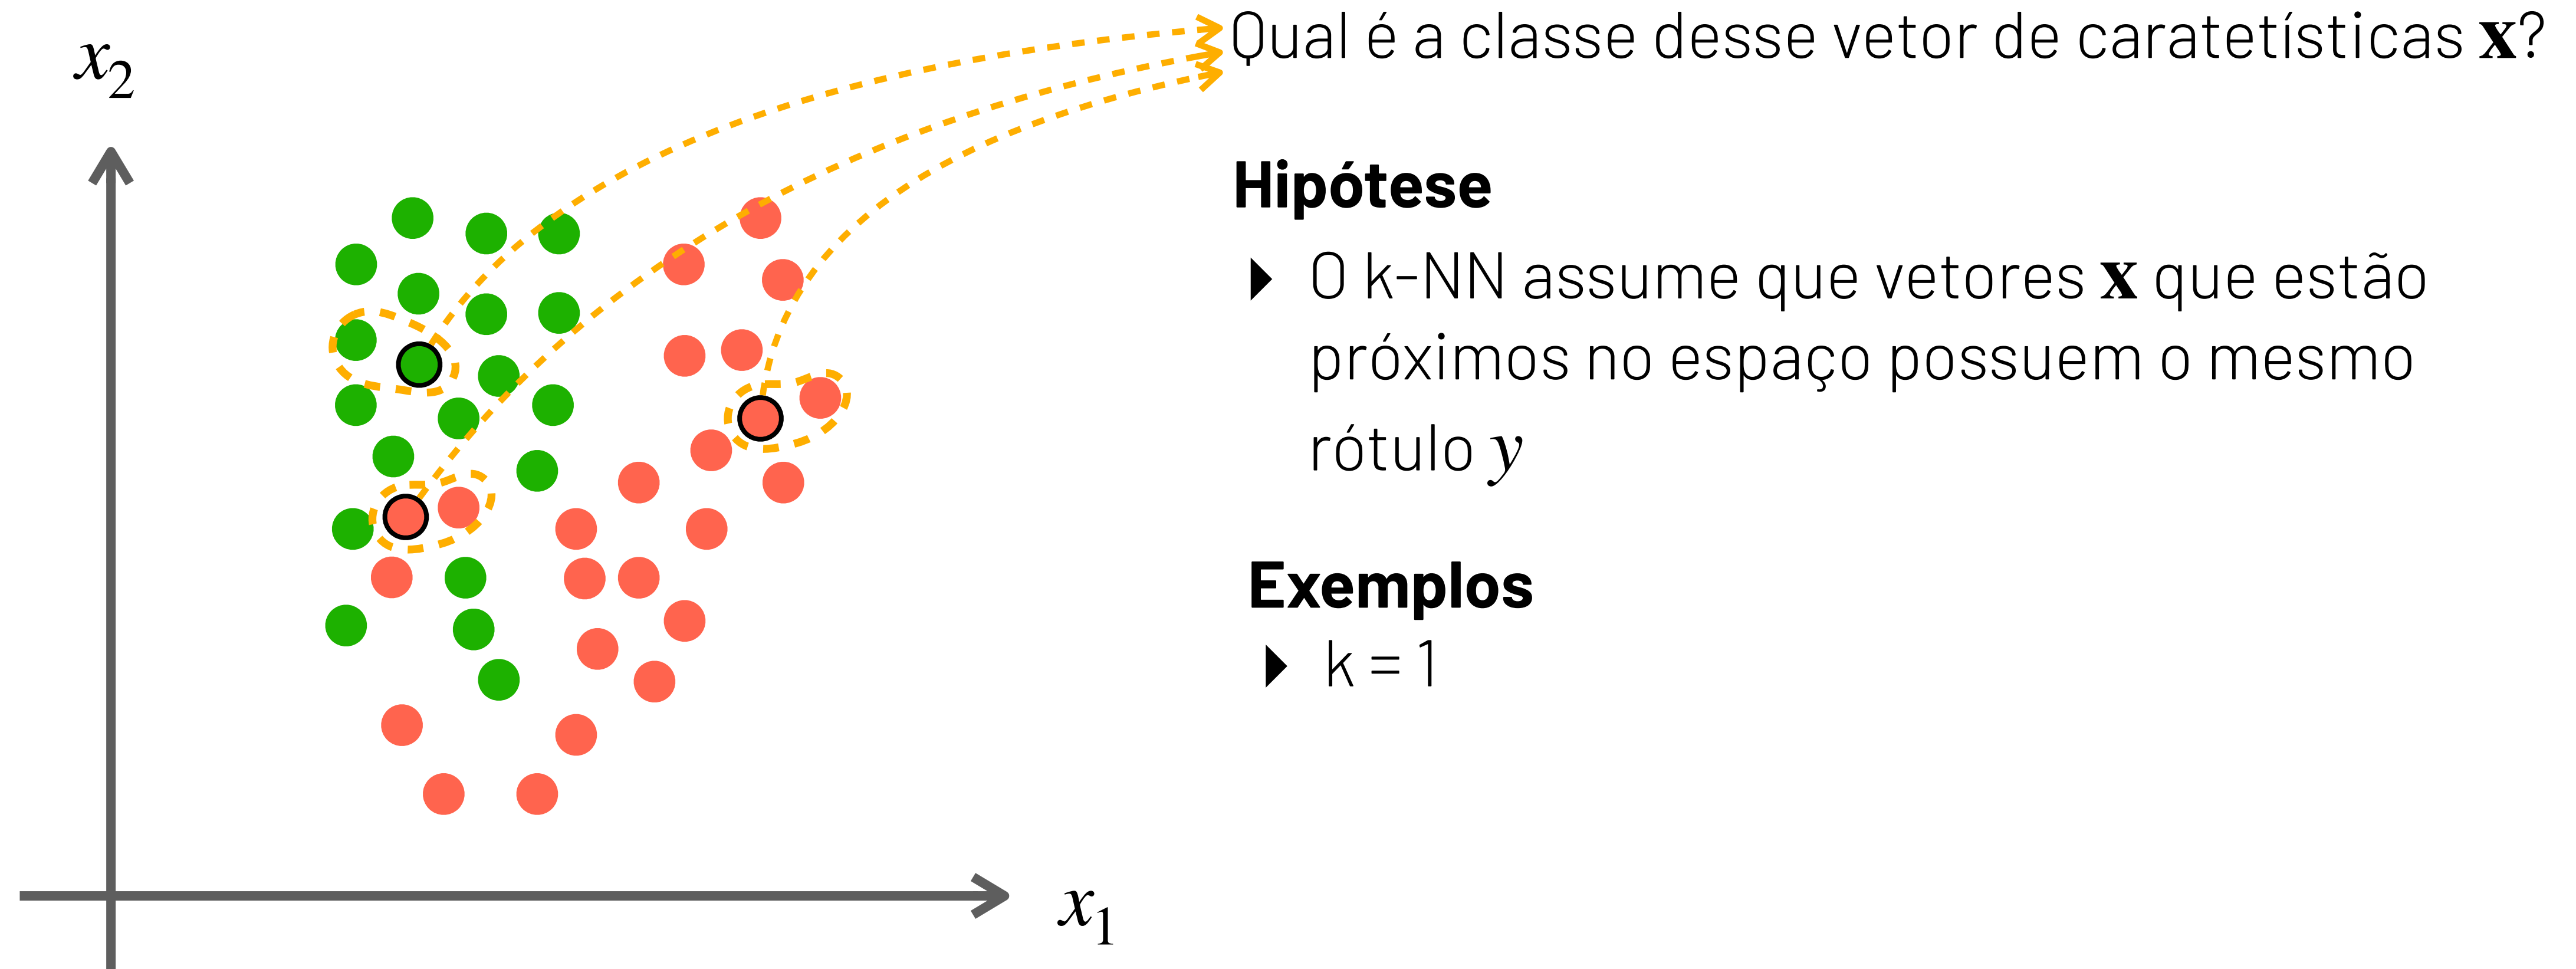 Qual é a classe desse vetor de caratetísticas x?
x2
Hipótese
O k-NN assume que vetores x que estão
próximos no espaço possuem o mesmo
rótulo y
Exemplos
k = 1
x1